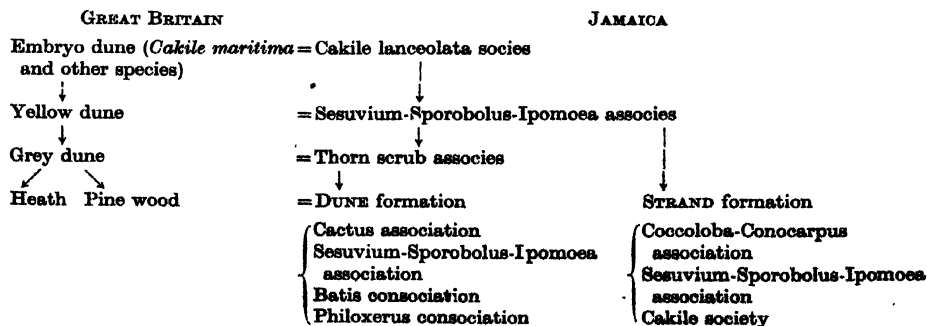 GREAT BRITAIN JAMAICA
Embryo dune (Cakile maritima = Cakile lanceolata socies
and other species)
Yellow dune = Sesuvium-Sporobolus-Ipomoea associes
Grey dune = Thorn scrub associes
Heath Pine wood = DUNE formation STRAND formation
Cactus association Coccoloba-Conocarpus
Sesuvium-Sporobolus-Ipomoea association
association Sesuvium-Sporobolus-Ipomoea
Batis consociation association
Philoxerus consociation Cakile society